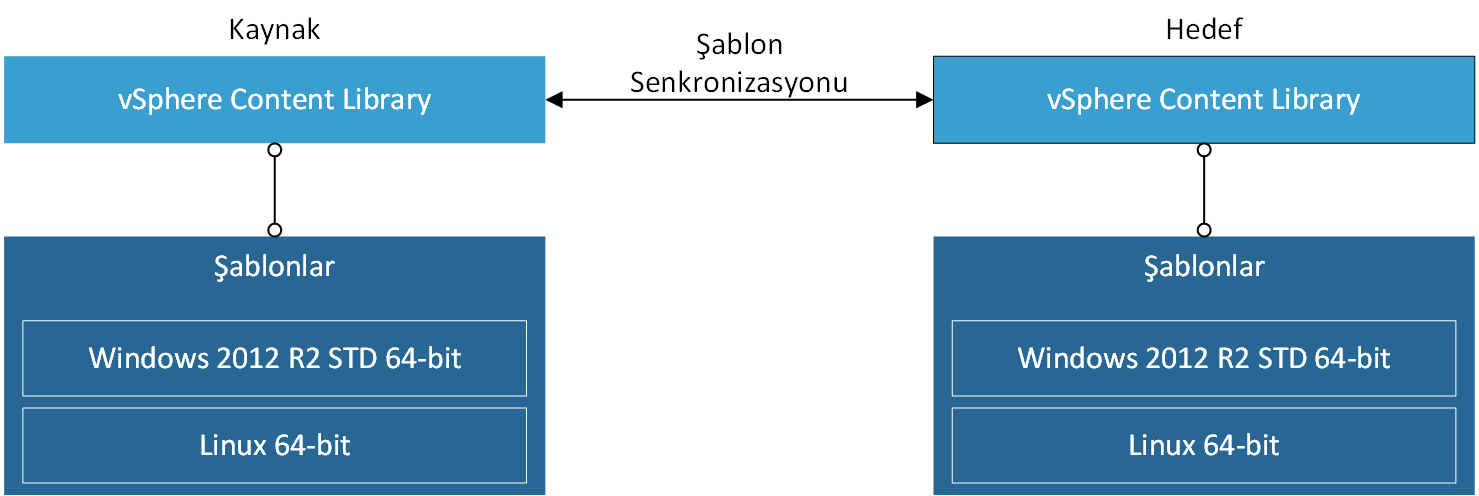 Kaynak
vSphere Content Library
Şablonlar
Windows 2012 R2 STD 64-bit
Linux 64-bit
Şablon
Senkronizasyonu
Hedef
vSphere Content Library
Şablonlar
Windows 2012 R2 STD 64-bit
Linux 64-bit